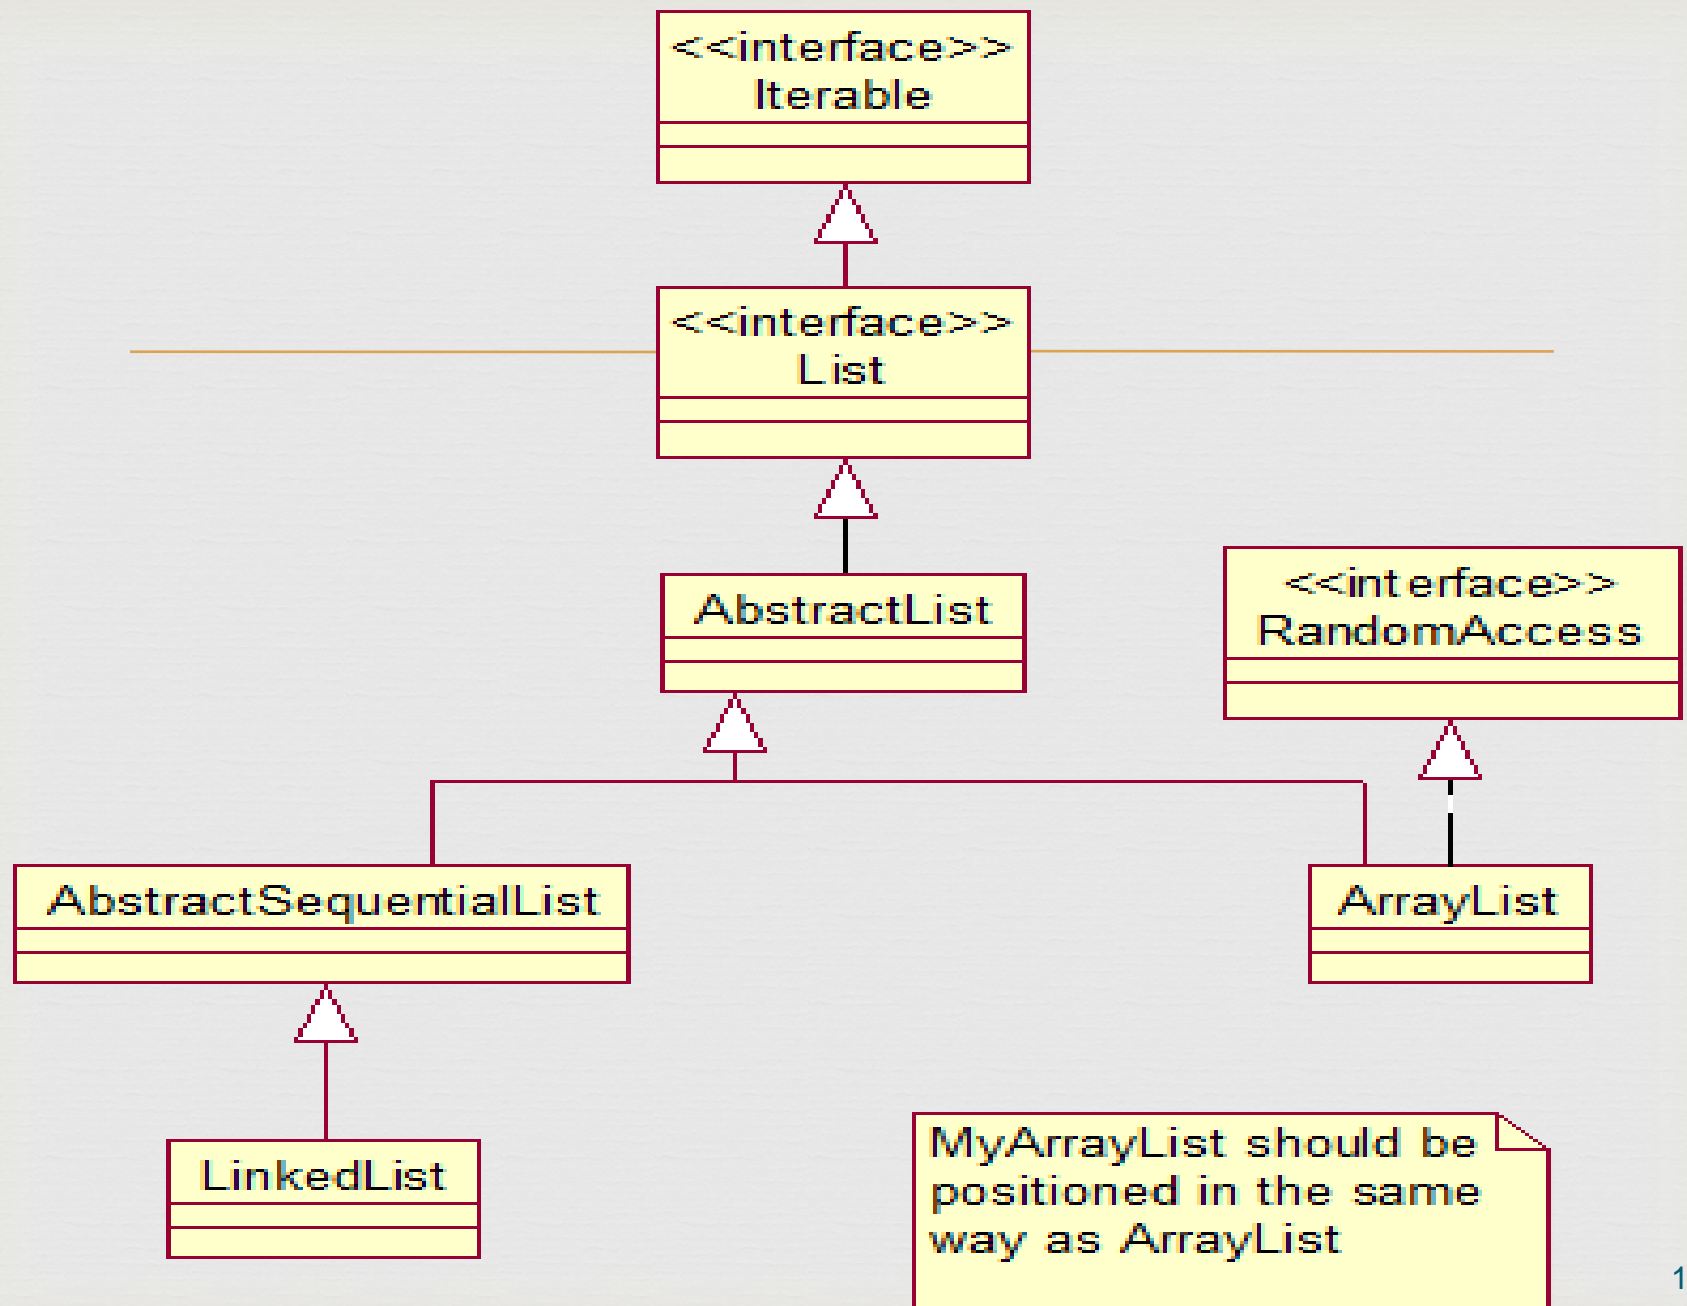 <<interface>>
Iterable
<<interface>>
List
AbstractList
<<interface>>
RandomAccess
AbstractSequentialList
ArrayList
LinkedList
MyArrayList should be
positioned in the same
way as ArrayList
1